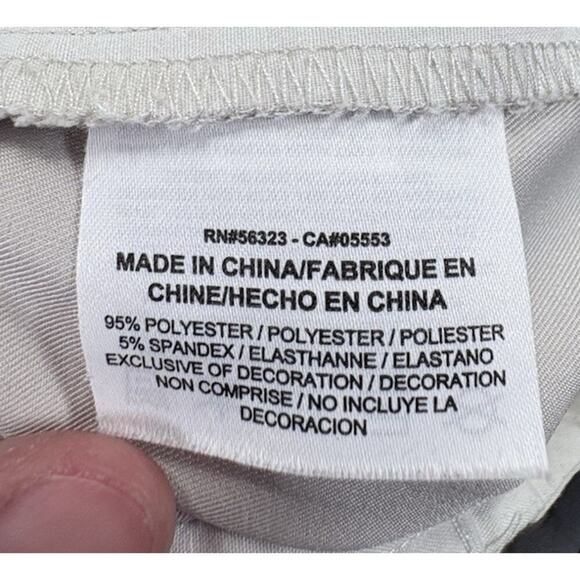 RN#56323 - CA#05553
MADE IN CHINA/FABRIQUE EN
CHINE/HECHO EN CHINA
95% POLYESTER / POLYESTER / POLIESTER
5% SPANDEX / ELASTHANNE / ELASTANO
EXCLUSIVE OF DECORATION / DECORATION
NON COMPRISE / NO INCLUYE LA
DECORACION